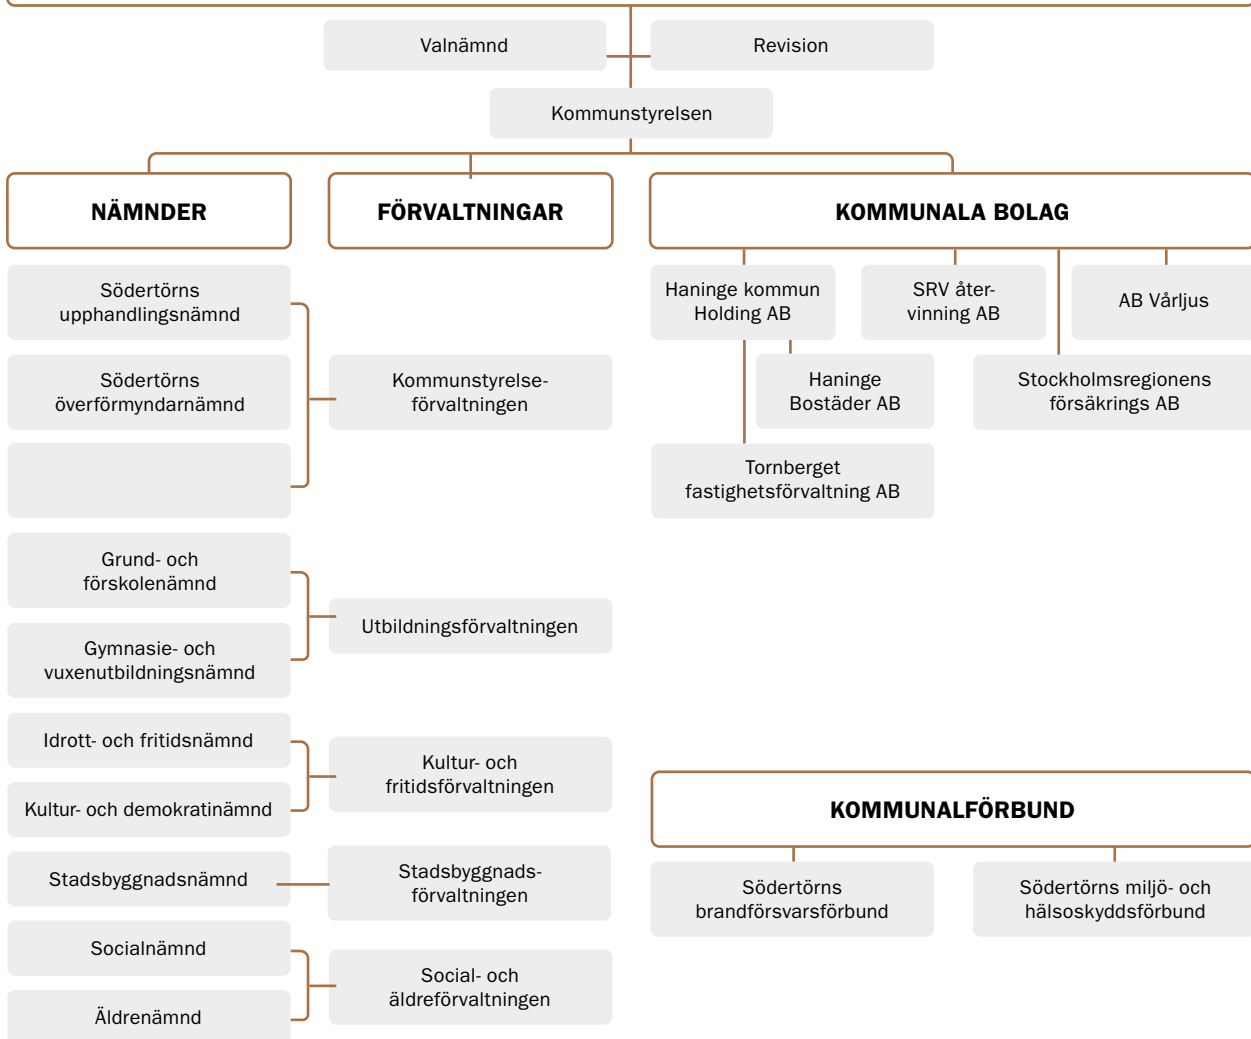 Valnämnd
Revision
Kommunstyrelsen
NÄMNDER
FÖRVALTNINGAR
KOMMUNALA BOLAG
Södertörns
upphandlingsnämnd
Södertörns
överförmyndarnämnd
Kommunstyrelse-
förvaltningen
Haninge kommun
Holding AB
SRV åter-
vinning AB
AB Vårljus
Haninge
Bostäder AB
Stockholmsregionens
försäkrings AB
Tornberget
fastighetsförvaltning AB
Grund- och
förskolenämnd
Gymnasie- och
vuxenutbildningsnämnd
Utbildningsförvaltningen
Idrott- och fritidsnämnd
Kultur- och demokratinämnd
Kultur- och
fritidsförvaltningen
Stadsbyggnadsnämnd
Stadsbyggnads-
förvaltningen
Socialnämnd
Äldrenämnd
Social- och
äldreförvaltningen
KOMMUNALFÖRBUND
Södertörns
brandförsvarsförbund
Södertörns miljö- och
hälsoskyddsförbund